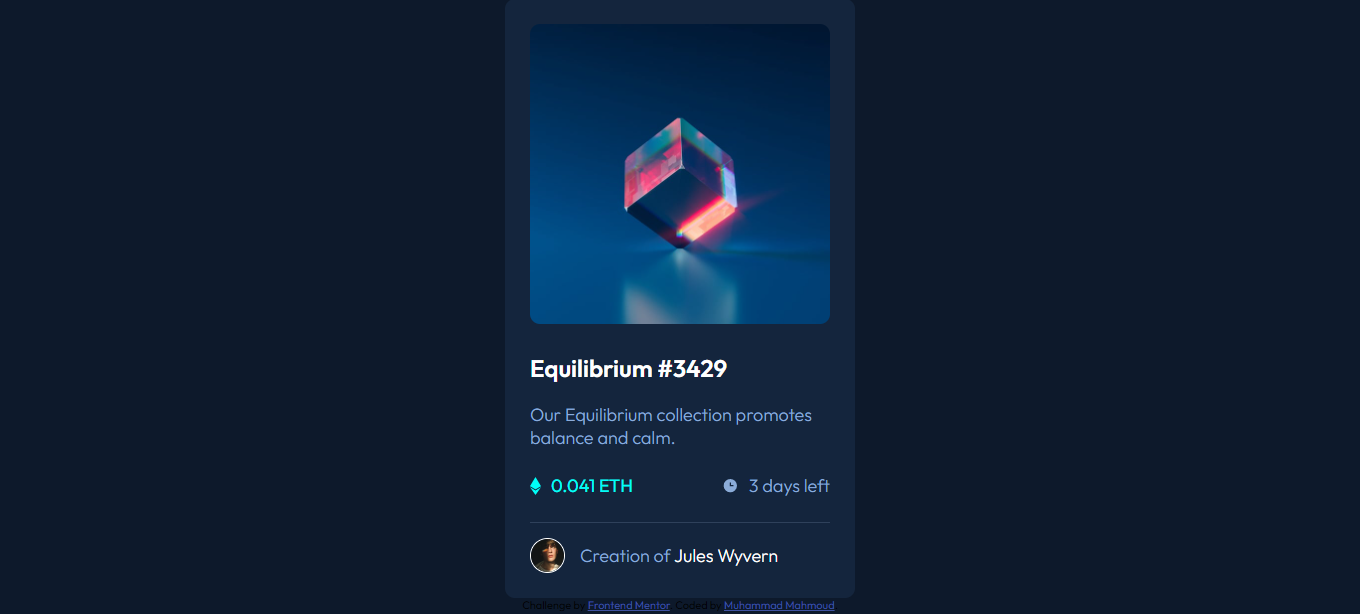 Equilibrium #3429
Our Equilibrium collection promotes
balance and calm.
0.041 ETH
3 days left
Creation of Jules Wyvern
Challenge by Frontend Mentor. Coded by Muhammad Mahmoud